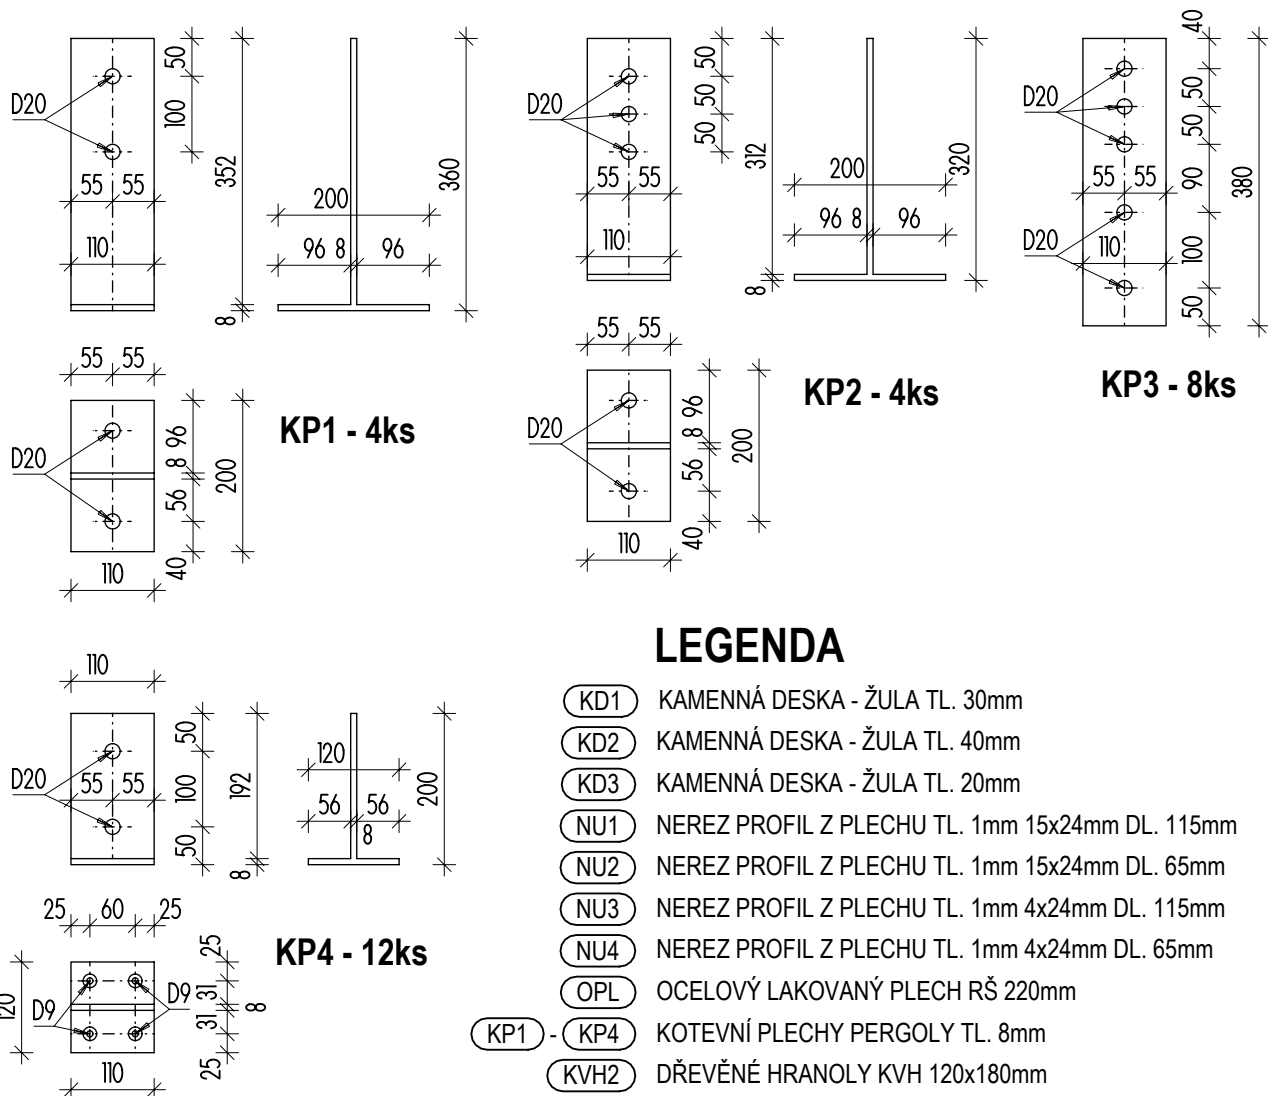 50
100
352
D20
55 55
110
8
200
96 8 96
360
55 55
D20
96
8
56
40
200
110
KP1 - 4ks
50
50
50
312
D20
55 55
110
8
200
96 8 96
320
55 55
D20
96
8
56
40
200
110
KP2 - 4ks
40
50
50
90
100
50
380
D20
55 55
D20
110
KP3 - 8ks
110
50
100
50
192
8
D20
55 55
120
56 56
8
200
25 60 25
25
31
8
31
25
120
D9
D9
110
KP4 - 12ks
LEGENDA
KD1 KAMENNÁ DESKA - ŽULA TL. 30mm
KD2 KAMENNÁ DESKA - ŽULA TL. 40mm
KD3 KAMENNÁ DESKA - ŽULA TL. 20mm
NU1 NEREZ PROFIL Z PLECHU TL. 1mm 15x24mm DL. 115mm
NU2 NEREZ PROFIL Z PLECHU TL. 1mm 15x24mm DL. 65mm
NU3 NEREZ PROFIL Z PLECHU TL. 1mm 4x24mm DL. 115mm
NU4 NEREZ PROFIL Z PLECHU TL. 1mm 4x24mm DL. 65mm
OPL OCELOVÝ LAKOVANÝ PLECH RŠ 220mm
KP1 - KP4 KOTEVNÍ PLECHY PERGOLY TL. 8mm
KVH2 DŘEVĚNÉ HRANOLY KVH 120x180mm